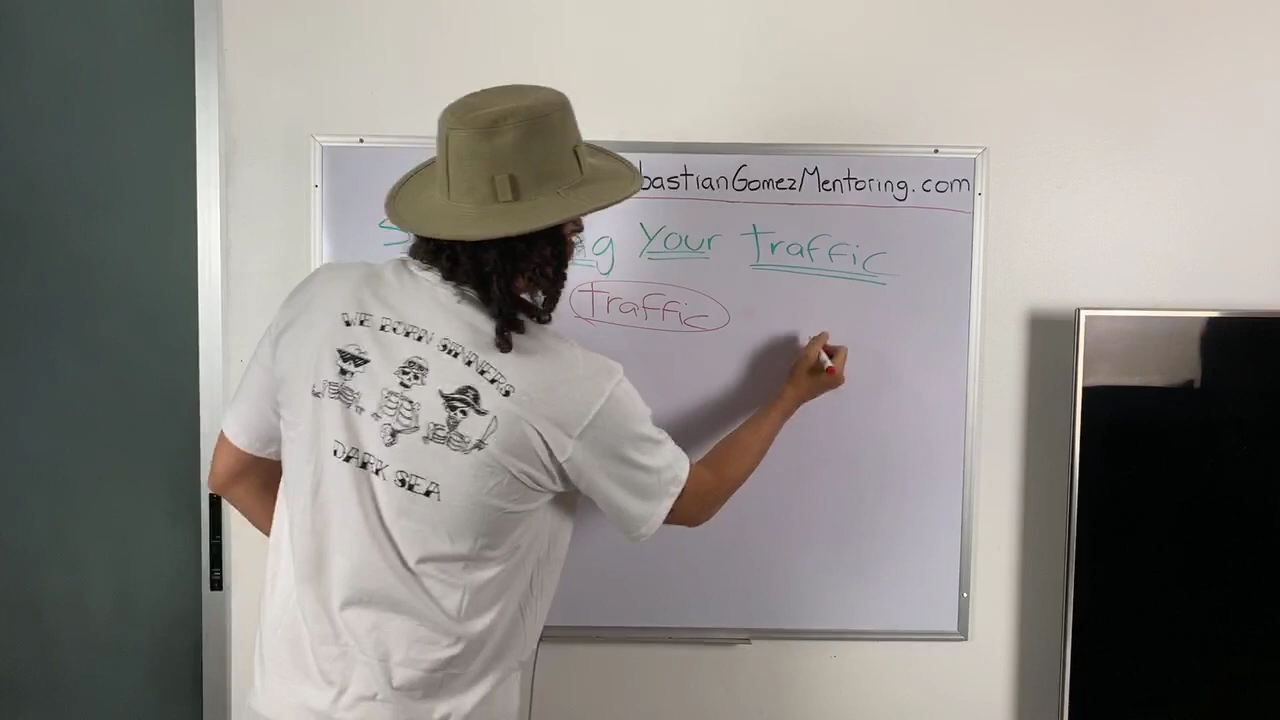 bastianGomezMentoring.com
Your Traffic
Traffic
WE BORN SINNERS
DARK SEA